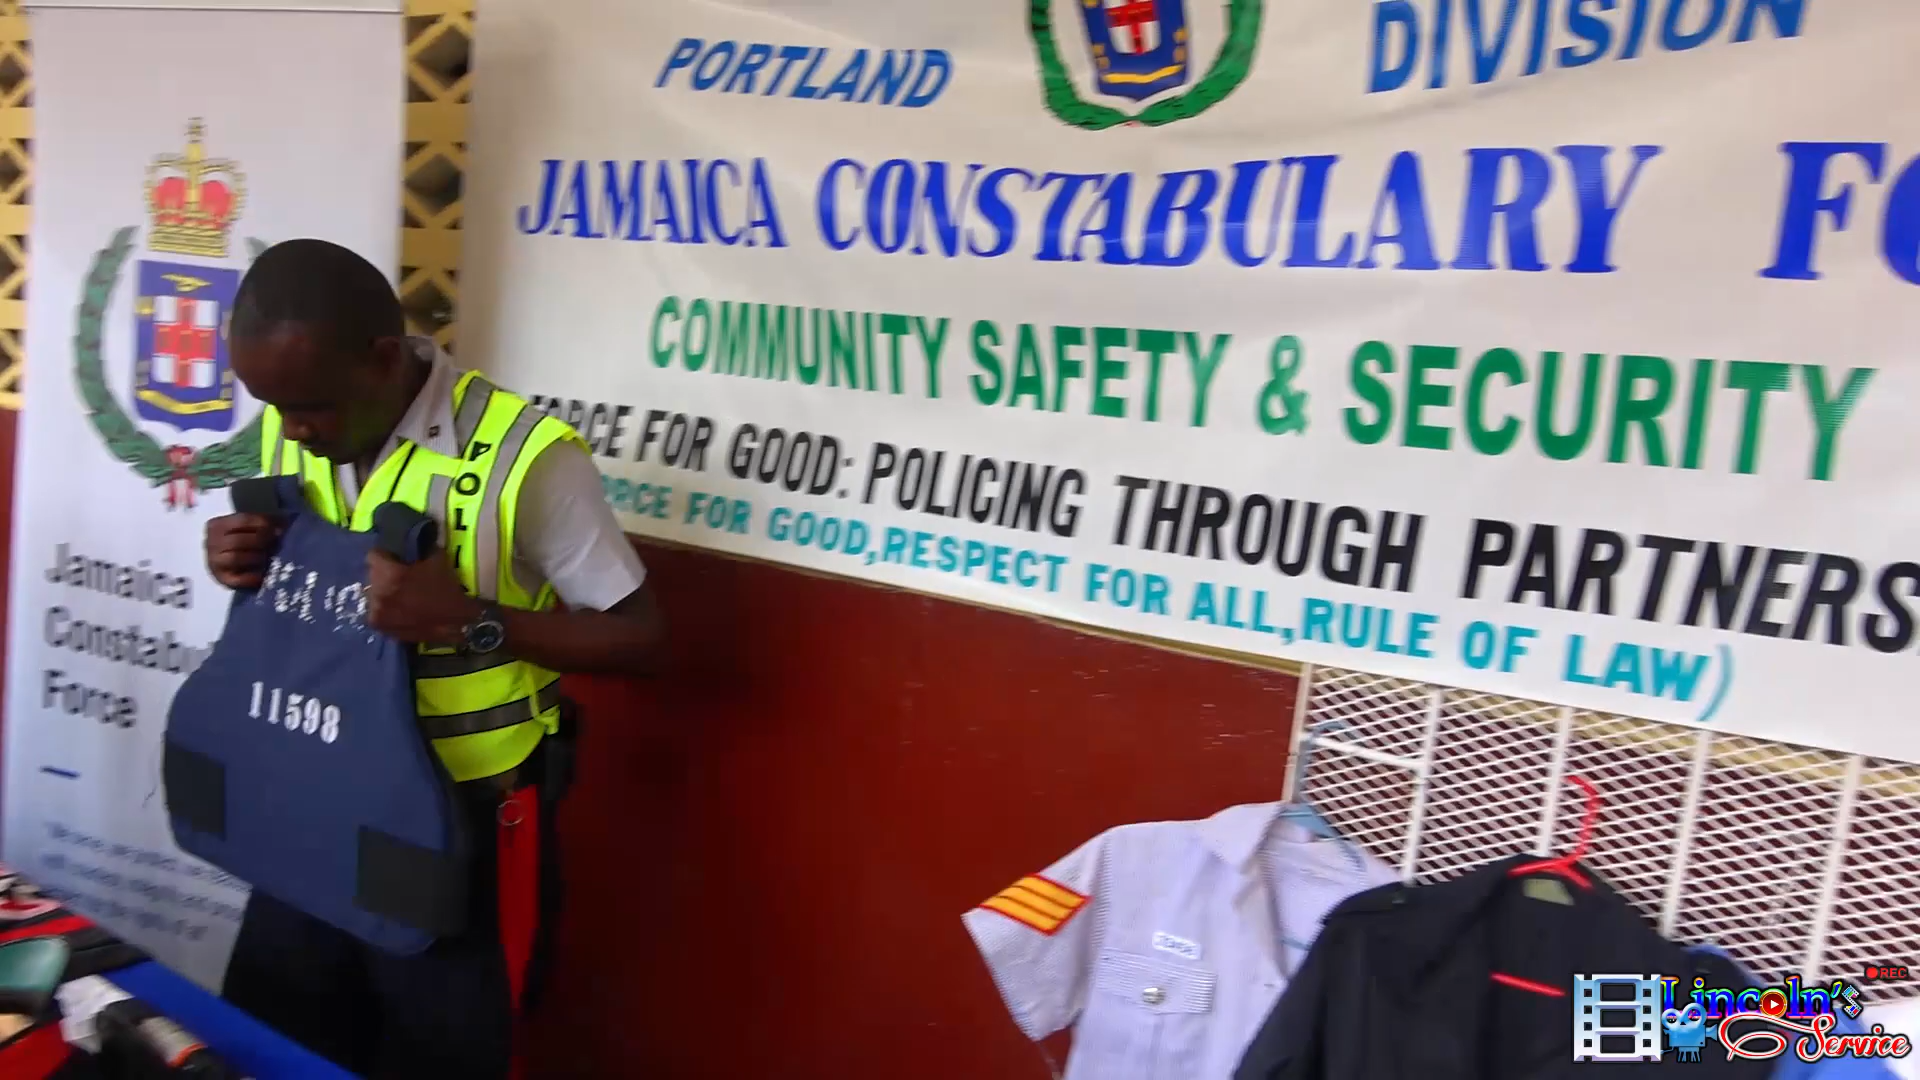 PORTLAND DIVISION
JAMAICA CONSTABULARY
COMMUNITY SAFETY & SECURITY
FORCE FOR GOOD: POLICING THROUGH PARTNERS
FORCE FOR GOOD,RESPECT FOR ALL,RULE OF LAW)
Jamaica
Constabu
Force
POLI
11598
REC
Lincoln's
Service